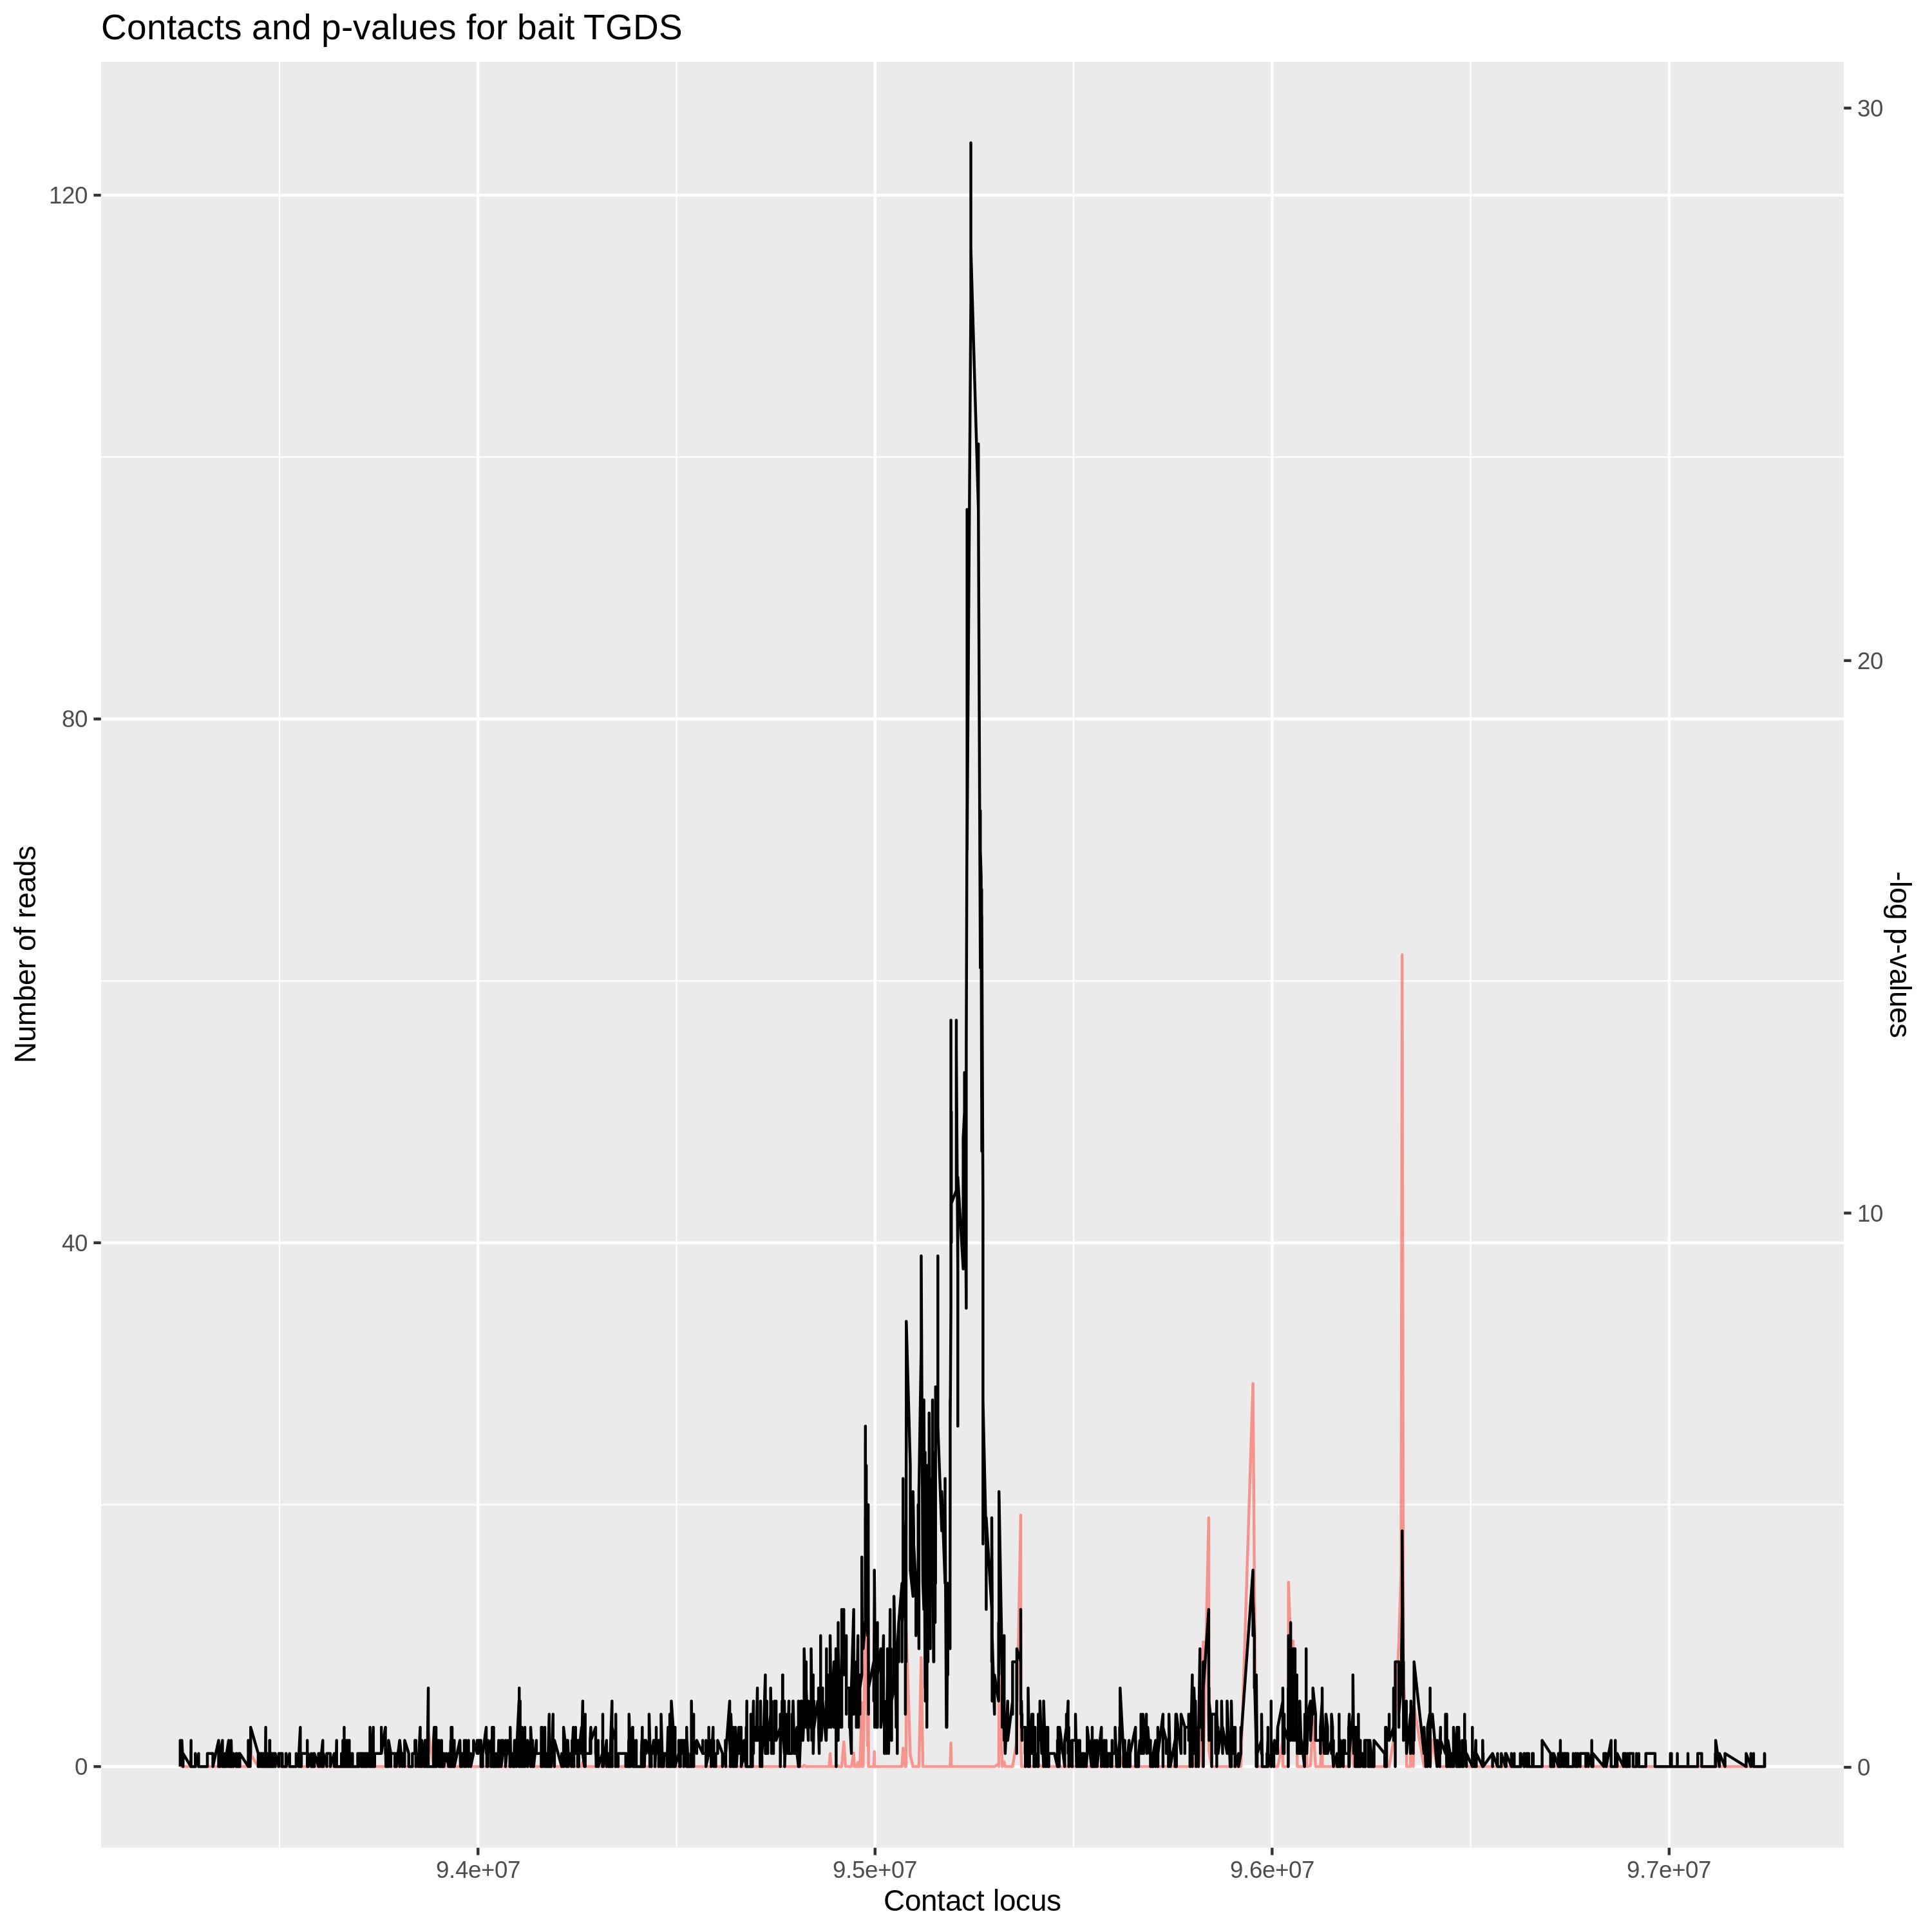 Contacts and p-values for bait TGDS
120
80
40
0
Number of reads
30
20
10
0
-log p-values
9.4e+07
9.5e+07
9.6e+07
9.7e+07
Contact locus